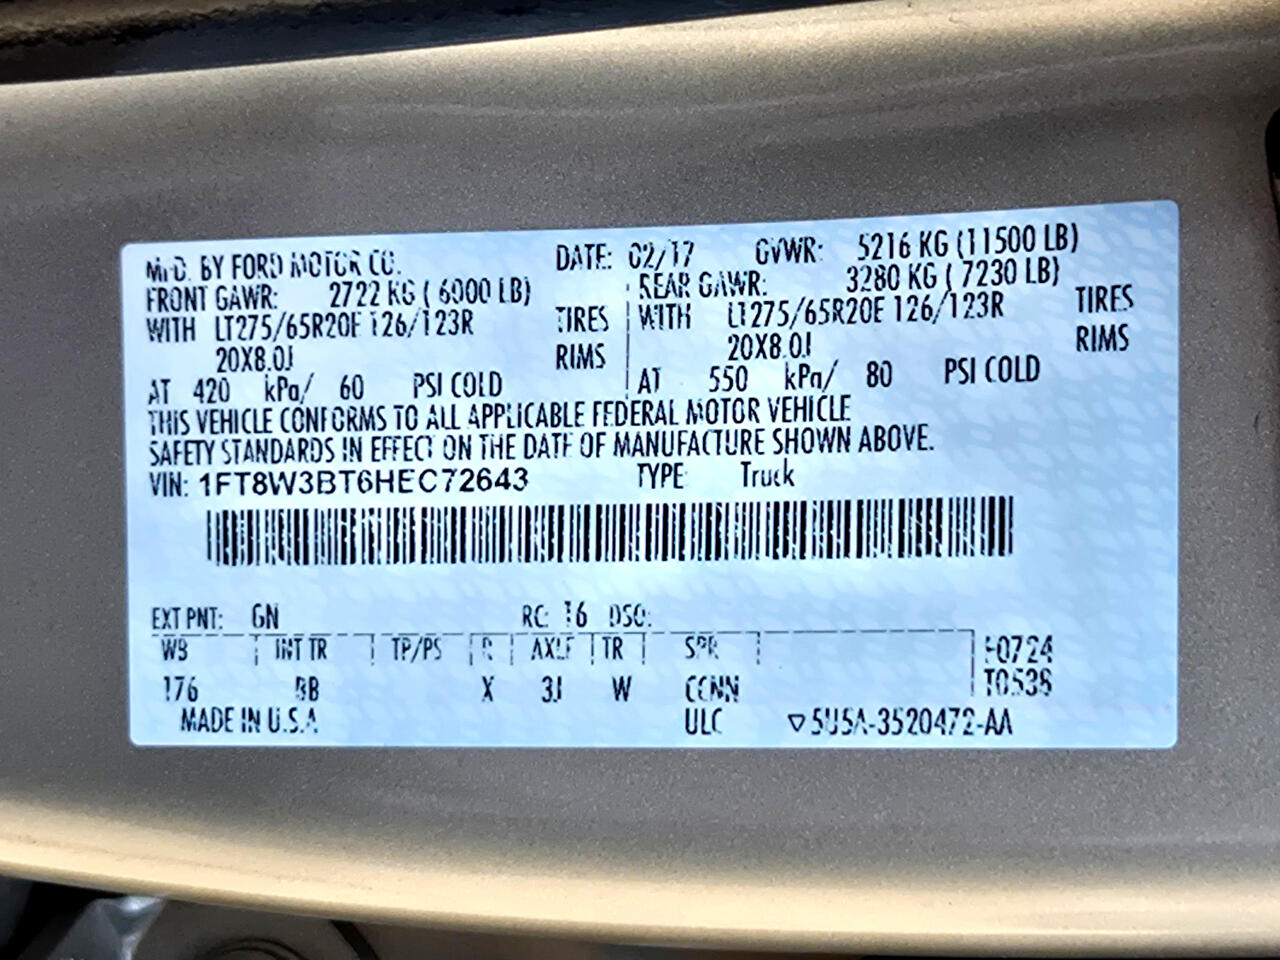 MFD. BY FORD MOTOR CO. DATE: 02/17 GVWR: 5216 KG (11500 LB)
FRONT GAWR: 2722 KG ( 6000 LB) REAR GAWR: 3280 KG ( 7230 LB)
WITH LT275/65R20E 126/123R TIRES WITH LT275/65R20E 126/123R TIRES
20X8.0J RIMS 20X8.0J RIMS
AT 420 kPa/ 60 PSI COLD AT 550 kPa/ 80 PSI COLD
THIS VEHICLE CONFORMS TO ALL APPLICABLE FEDERAL MOTOR VEHICLE
SAFETY STANDARDS IN EFFECT ON THE DATE OF MANUFACTURE SHOWN ABOVE.
VIN: 1FT8W3BT6HEC72643 TYPE: Truck
EXT PNT: GN RC: 16 DSO:
WB INT TR TP/PS R AXLE TR SPR F0724
176 BB X 3J W CCNN T0538
MADE IN U.S.A ULC ▽5U5A-3520472-AA